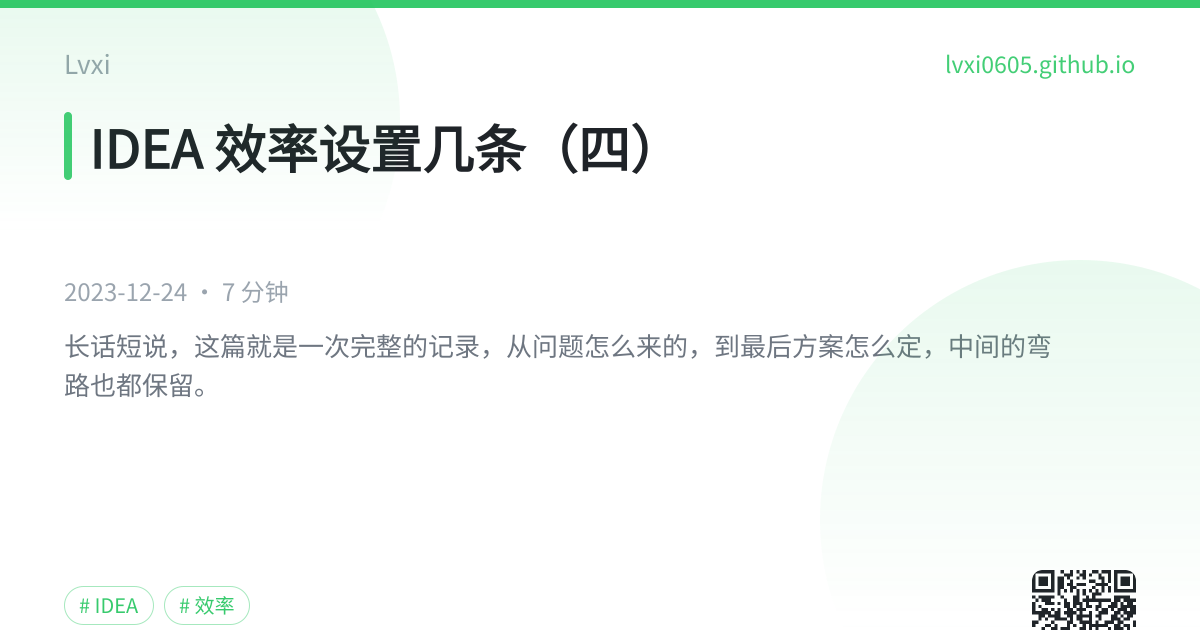 Lvxi
lvxi0605.github.io
IDEA 效率设置几条（四）
2023-12-24 · 7 分钟
长话短说，这篇就是一次完整的记录，从问题怎么来的，到最后方案怎么定，中间的弯
路也都保留。
# IDEA
# 效率